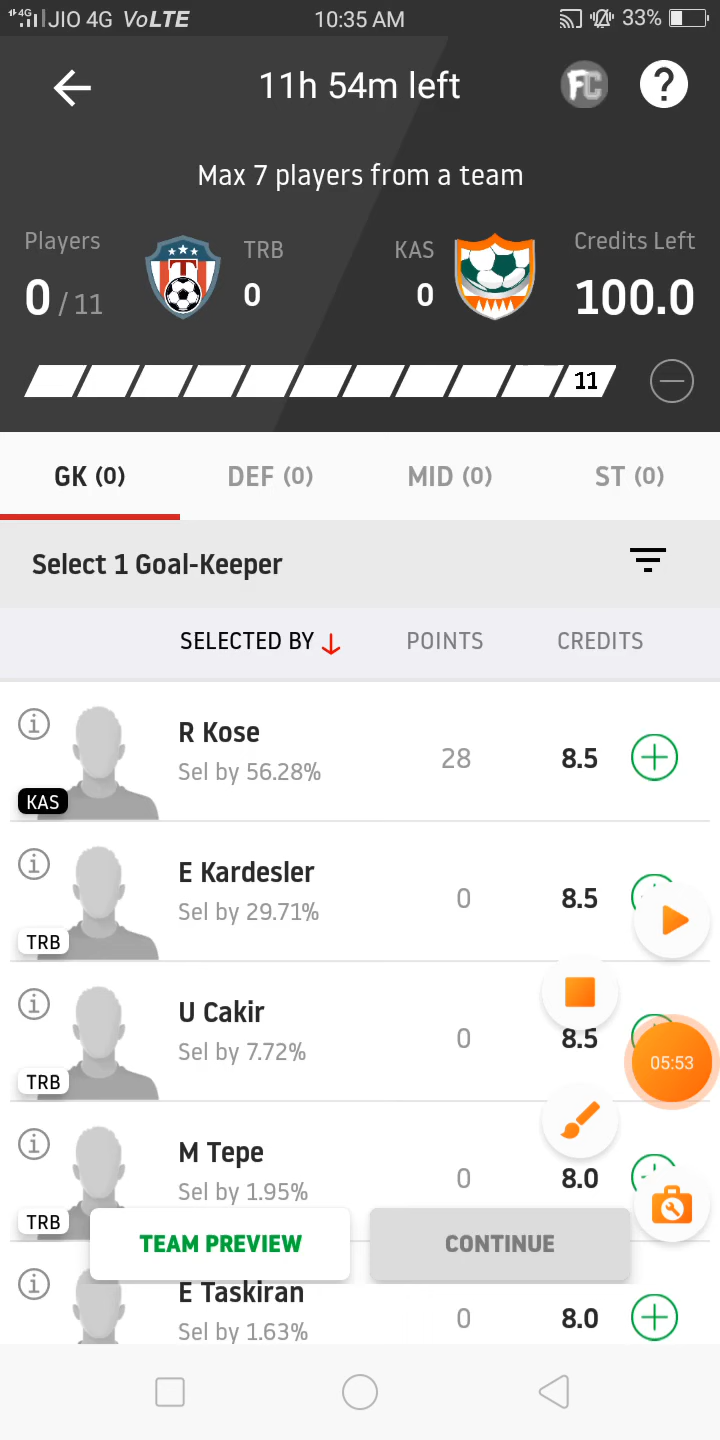 4G JIO 4G VoLTE 10:35 AM 33%
11h 54m left FC ?
Max 7 players from a team
Players TRB KAS Credits Left
0 / 11 0 0 100.0
11
GK (0) DEF (0) MID (0) ST (0)
Select 1 Goal-Keeper
SELECTED BY POINTS CREDITS
R Kose
Sel by 56.28% 28 8.5
KAS
E Kardesler
Sel by 29.71% 0 8.5
TRB
U Cakir
Sel by 7.72% 0 8.5
TRB
05:53
M Tepe
Sel by 1.95% 0 8.0
TRB
TEAM PREVIEW CONTINUE
E Taskiran
Sel by 1.63% 0 8.0